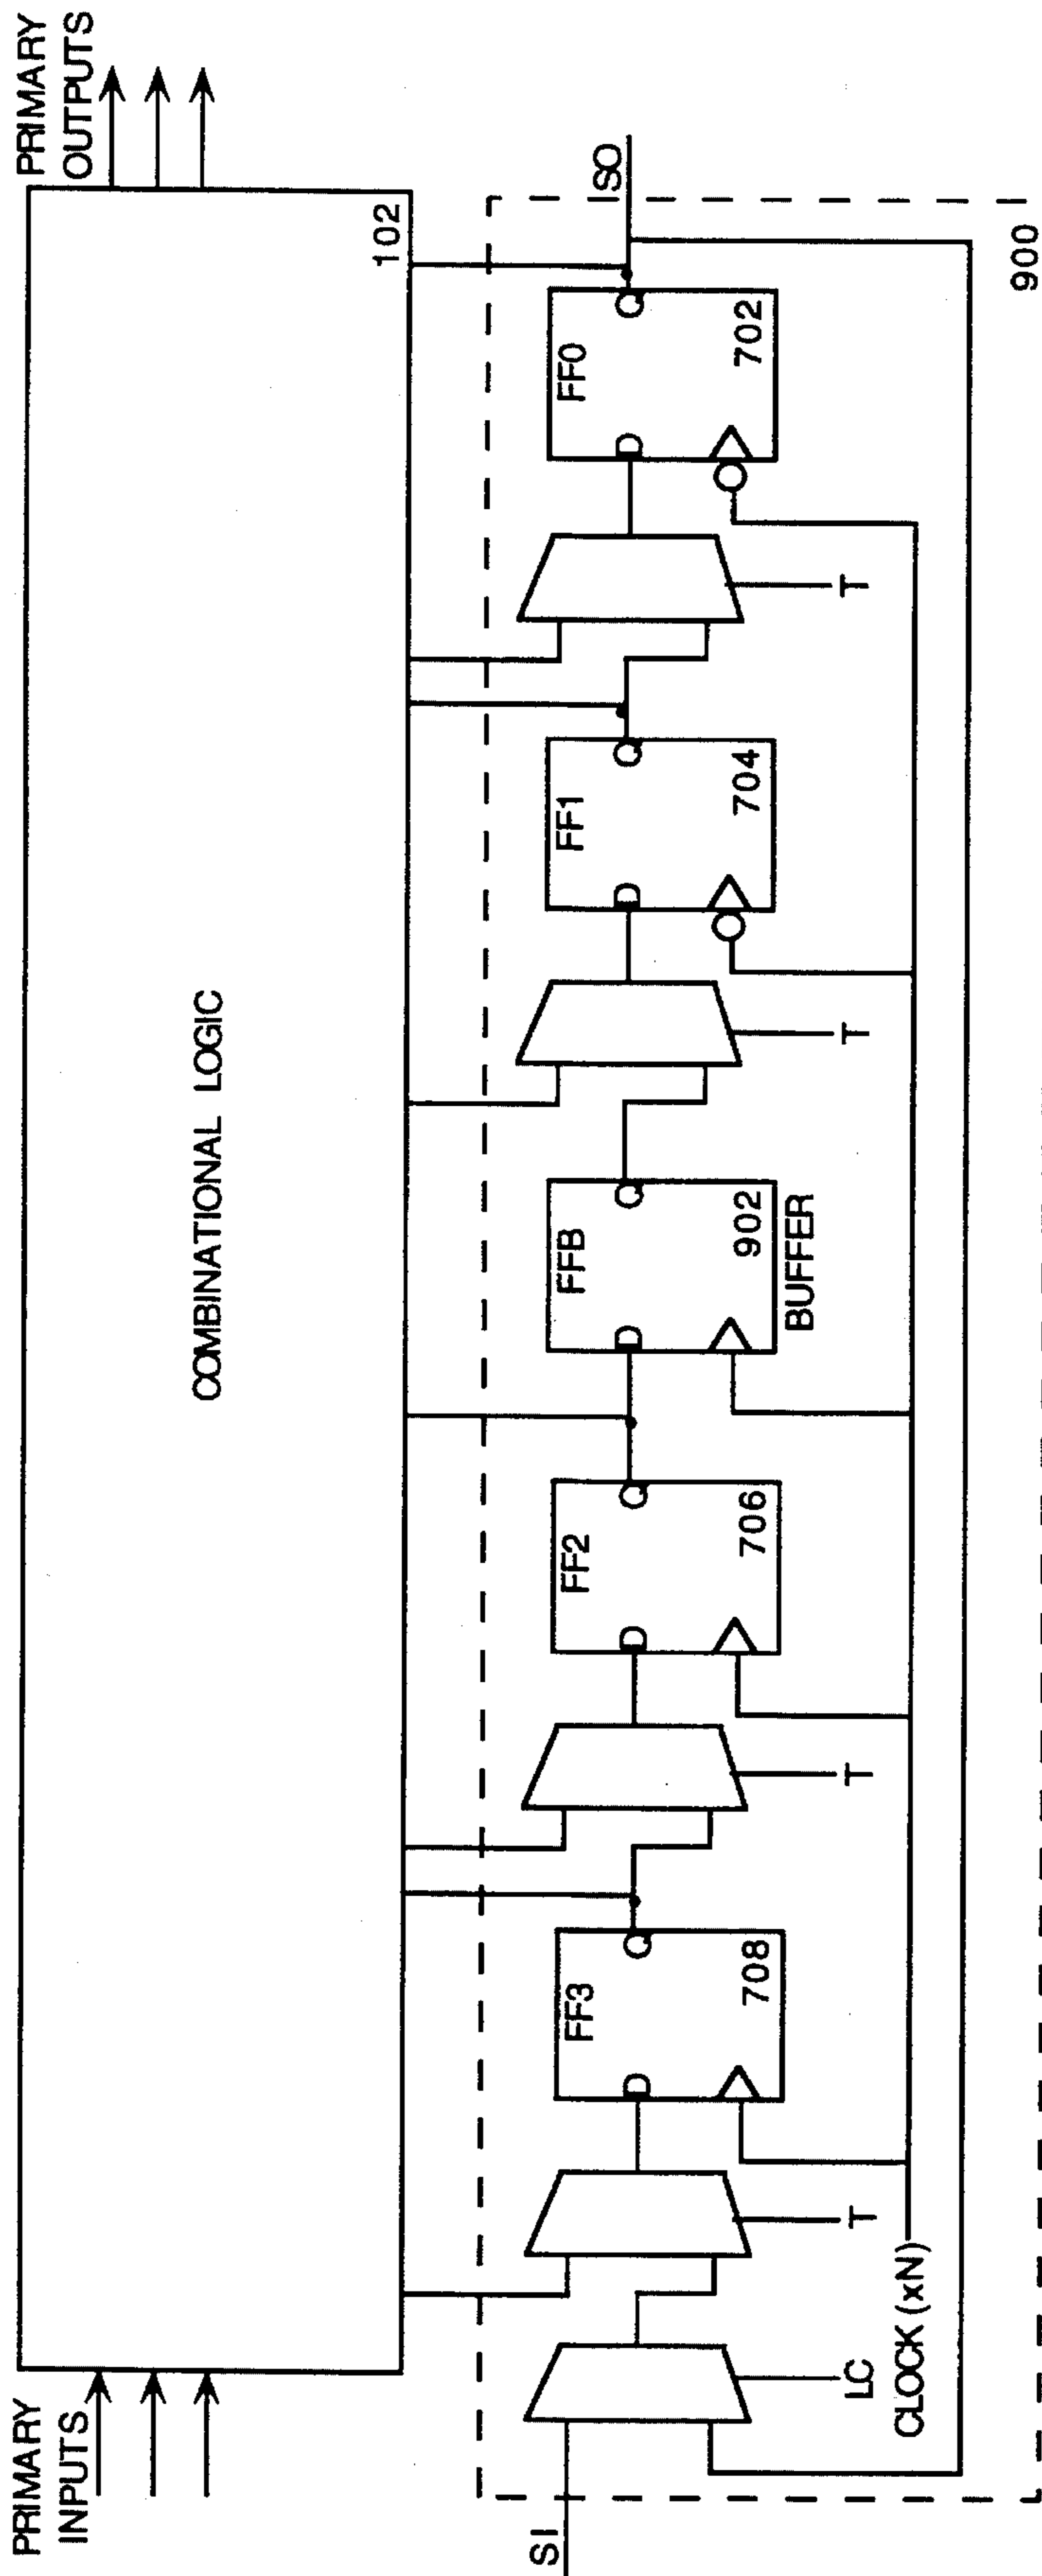 PRIMARY
INPUTS
PRIMARY
OUTPUTS
COMBINATIONAL LOGIC
102
SI
LC
T
FF3
D
Q
708
T
FF2
D
Q
706
FFB
D
Q
902
BUFFER
T
FF1
D
Q
704
T
FF0
D
Q
702
SO
CLOCK (xN)
900